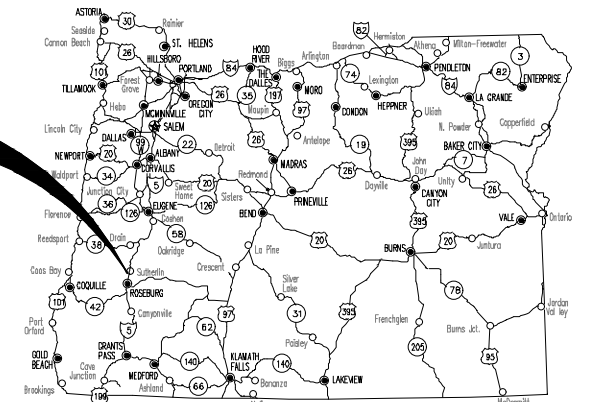 ASTORIA
30
Rainier
Seaside
Cannon Beach
ST. HELENS
26
HILLSBORO
PORTLAND
Forest
Grove
101
TILLAMOOK
84
HOOD
RIVER
THE
DALLES
Biggs
Arlington
Boardman
82
Hermiston
Athena
Milton-Freewater
3
PENDLETON
82
ENTERPRISE
84
LA GRANDE
74
Lexington
HEPPNER
26
35
197
MORO
OREGON
CITY
Hebo
MCMINNVILLE
Maupin
97
CONDON
Ukiah
N. Powder
Copperfield
Lincoln City
SALEM
DALLAS
99
W
22
Detroit
26
Antelope
19
395
BAKER CITY
NEWPORT
20
ALBANY
CORVALLIS
MADRAS
John
Day
7
Waldport
34
5
Sweet
Home
20
Redmond
26
Dayville
Unity
26
Junction City
36
126
126
Sisters
PRINEVILLE
CANYON
CITY
EUGENE
Goshen
Florence
BEND
VALE
Ontario
395
Reedsport
38
Drain
58
Oakridge
La Pine
20
BURNS
20
Juntura
Coos Bay
Sutherlin
Crescent
COQUILLE
ROSEBURG
Silver
Lake
78
101
42
Canyonville
97
31
395
Jordan
Valley
Port
Orford
5
62
Frenchglen
Burns Jct.
GRANTS
PASS
Paisley
GOLD
BEACH
140
KLAMATH
FALLS
140
205
95
Cave
Junction
MEDFORD
Brookings
199
Ashland
66
Bonanza
LAKEVIEW